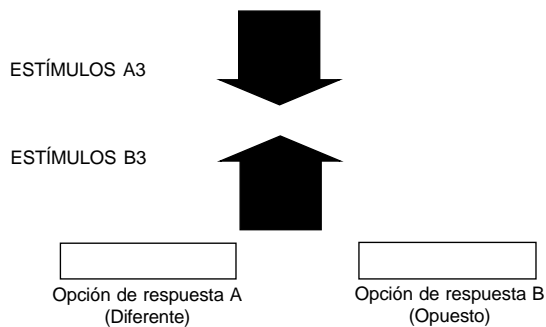 ESTÍMULOS A3
ESTÍMULOS B3
Opción de respuesta A
(Diferente)
Opción de respuesta B
(Opuesto)